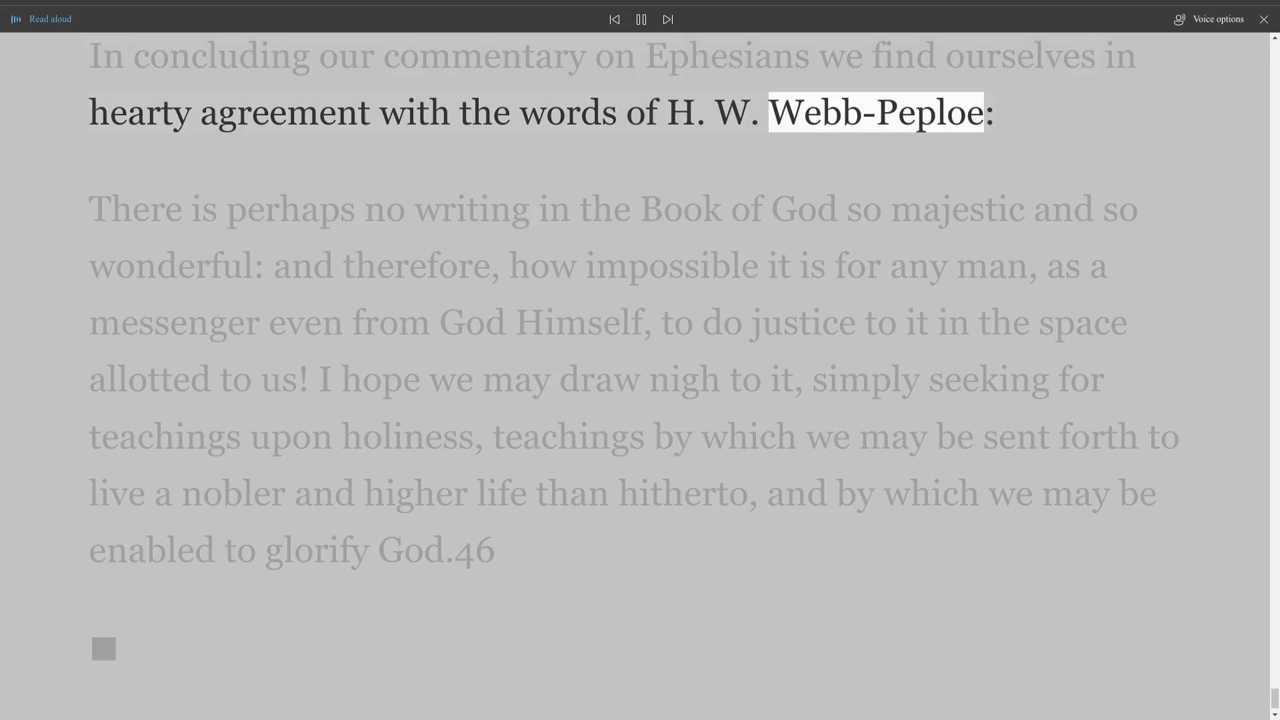 Read aloud
Voice options
In concluding our commentary on Ephesians we find ourselves in
hearty agreement with the words of H. W. Webb-Peploe:
There is perhaps no writing in the Book of God so majestic and so
wonderful: and therefore, how impossible it is for any man, as a
messenger even from God Himself, to do justice to it in the space
allotted to us! I hope we may draw nigh to it, simply seeking for
teachings upon holiness, teachings by which we may be sent forth to
live a nobler and higher life than hitherto, and by which we may be
enabled to glorify God.46